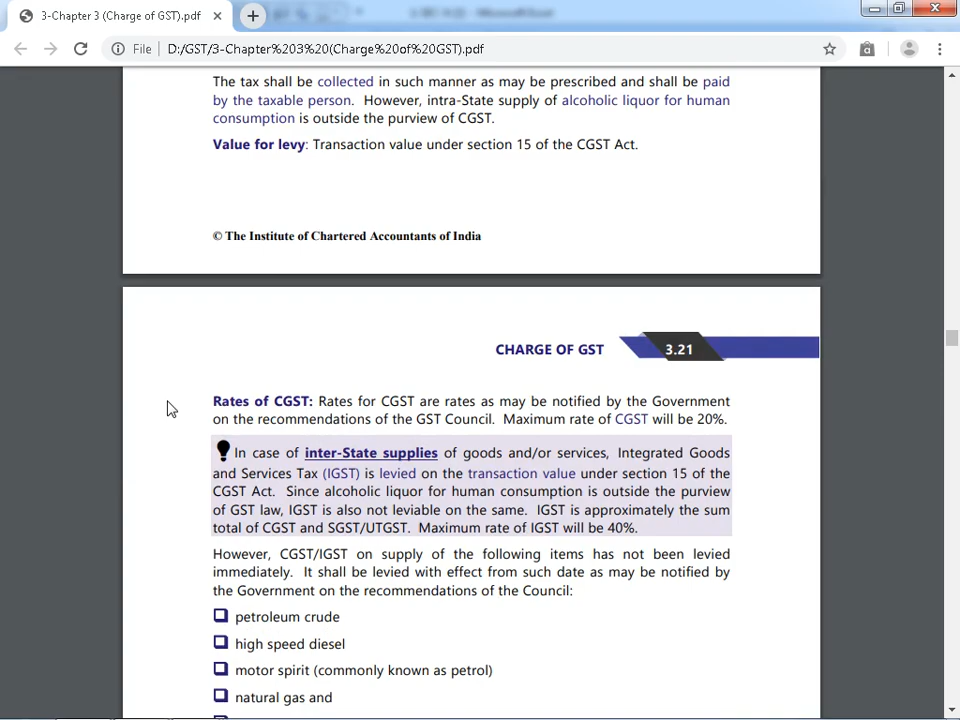 3-Chapter 3 (Charge of GST).pdf
File
D:/GST/3-Chapter%203%20(Charge%20of%20GST).pdf
The tax shall be collected in such manner as may be prescribed and shall be paid
by the taxable person. However, intra-State supply of alcoholic liquor for human
consumption is outside the purview of CGST.
Value for levy: Transaction value under section 15 of the CGST Act.
© The Institute of Chartered Accountants of India
CHARGE OF GST 3.21
Rates of CGST: Rates for CGST are rates as may be notified by the Government
on the recommendations of the GST Council. Maximum rate of CGST will be 20%.
In case of inter-State supplies of goods and/or services, Integrated Goods
and Services Tax (IGST) is levied on the transaction value under section 15 of the
CGST Act. Since alcoholic liquor for human consumption is outside the purview
of GST law, IGST is also not leviable on the same. IGST is approximately the sum
total of CGST and SGST/UTGST. Maximum rate of IGST will be 40%.
However, CGST/IGST on supply of the following items has not been levied
immediately. It shall be levied with effect from such date as may be notified by
the Government on the recommendations of the Council:
petroleum crude
high speed diesel
motor spirit (commonly known as petrol)
natural gas and